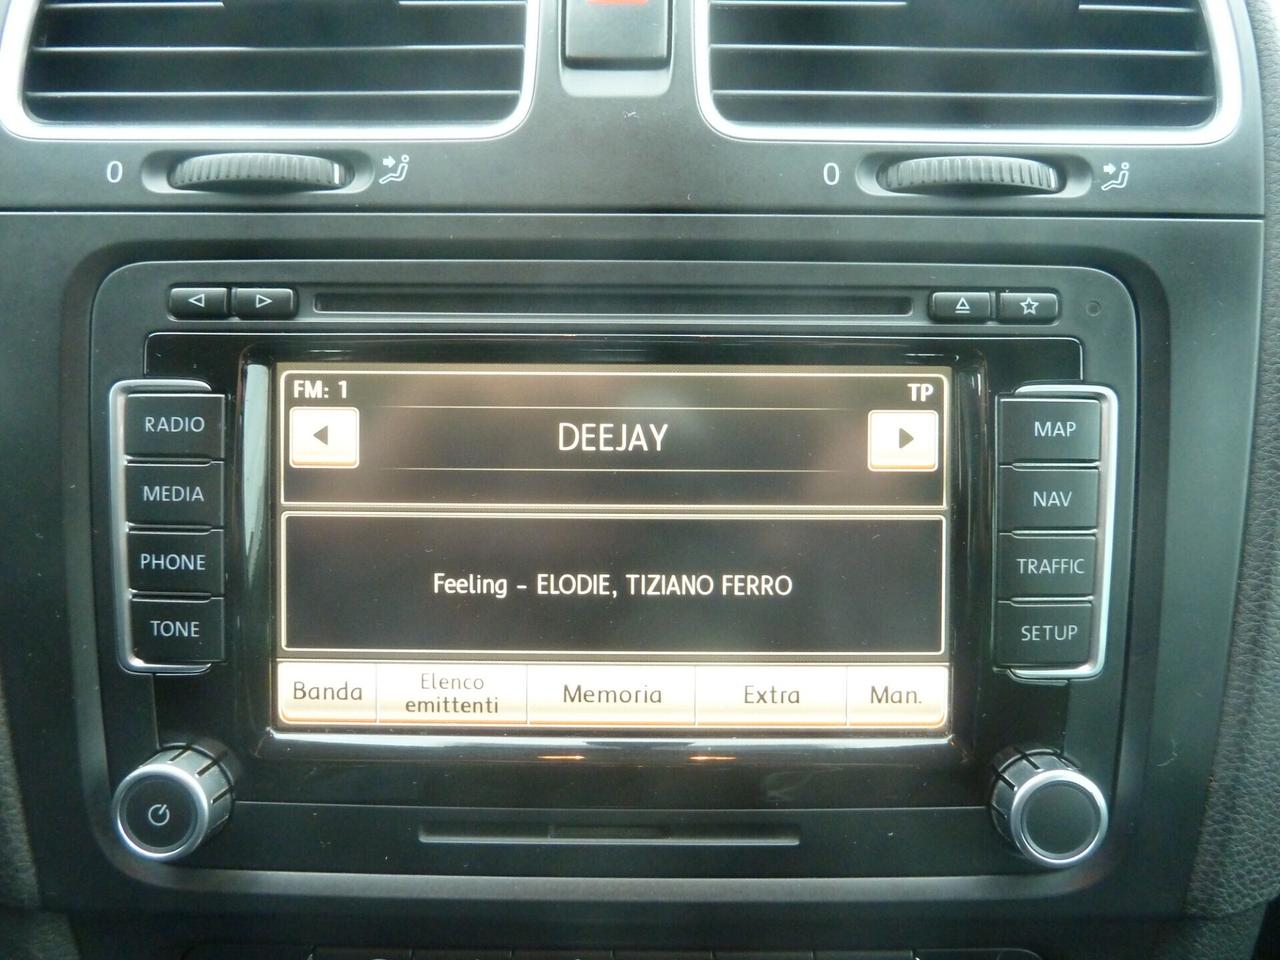 0
0
FM: 1
TP
DEEJAY
RADIO
MEDIA
PHONE
TONE
Feeling - ELODIE, TIZIANO FERRO
Banda
Elenco
emittenti
Memoria
Extra
Man.
MAP
NAV
TRAFFIC
SETUP